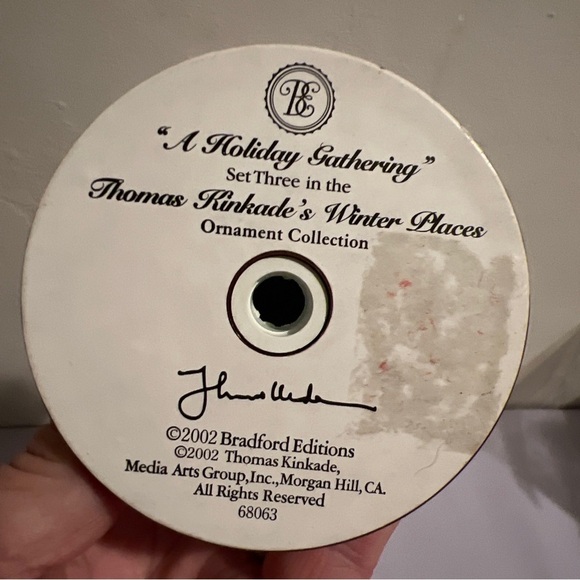 BE
"A Holiday Gathering"
Set Three in the
Thomas Kinkade's Winter Places
Ornament Collection
©2002 Bradford Editions
©2002 Thomas Kinkade,
Media Arts Group,Inc.,Morgan Hill,CA.
All Rights Reserved
68063